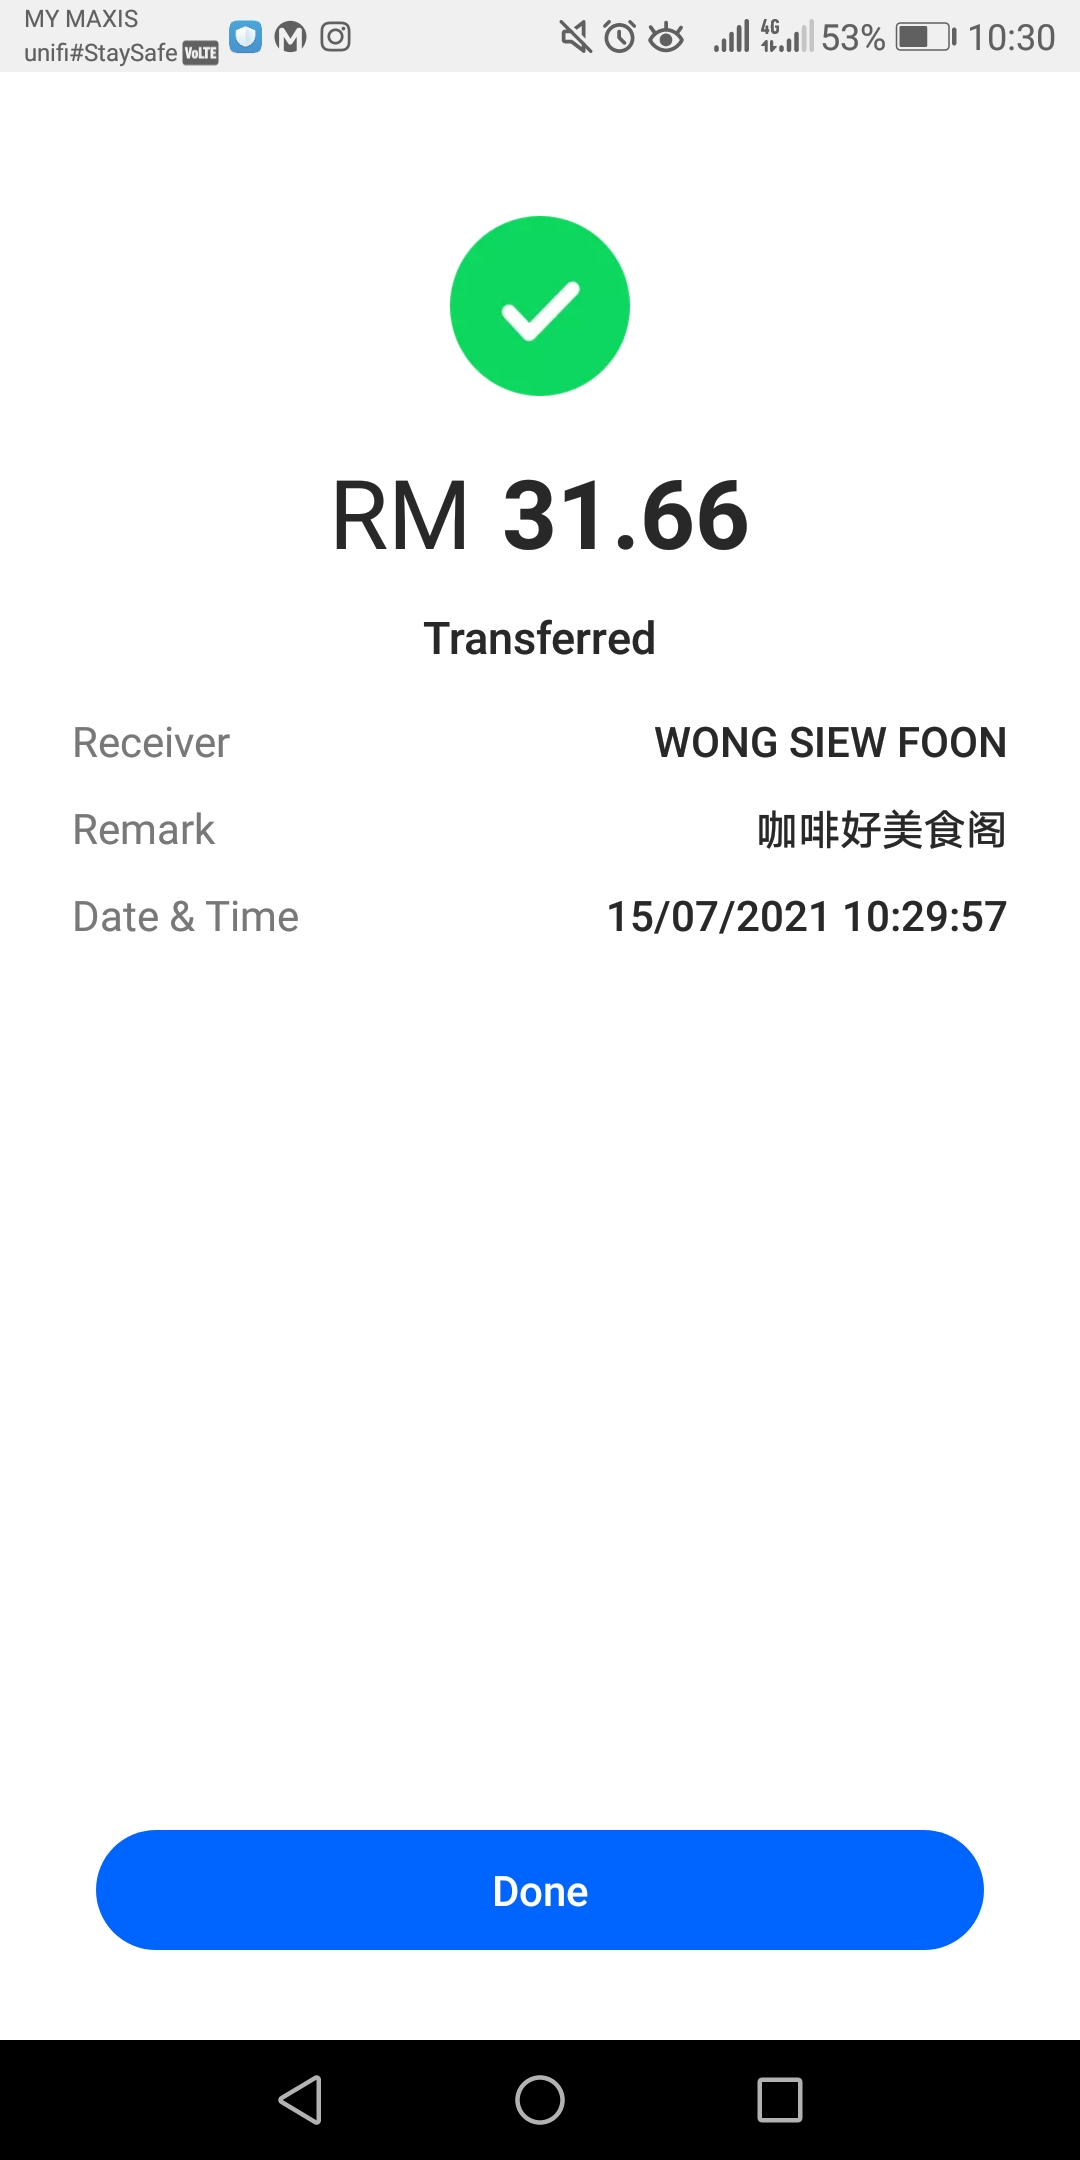 MY MAXIS
unifi#StaySafe VoLTE 4G 53% 10:30
RM 31.66
Transferred
Receiver WONG SIEW FOON
Remark 咖啡好美食阁
Date & Time 15/07/2021 10:29:57
Done